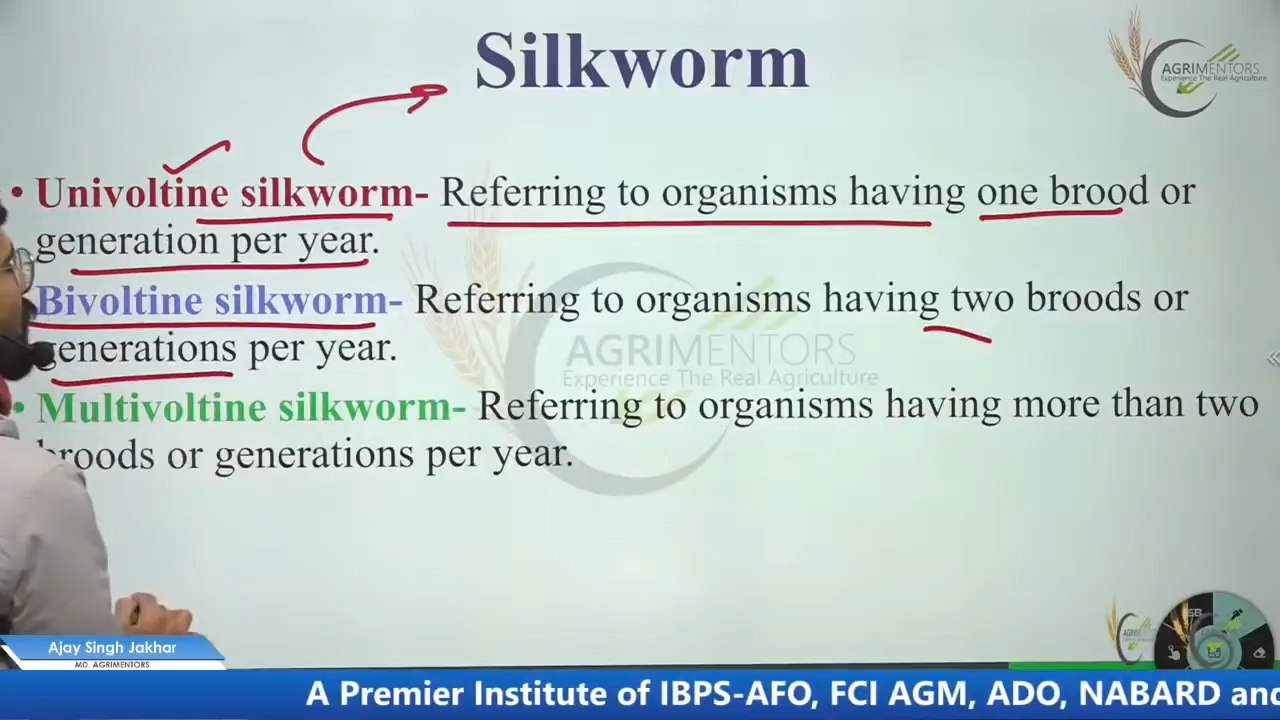 Silkworm
AGRIMENTORS
Experience The Real Agriculture
• Univoltine silkworm- Referring to organisms having one brood or
generation per year.
Bivoltine silkworm- Referring to organisms having two broods or
generations per year.
AGRIMENTORS
Experience The Real Agriculture
• Multivoltine silkworm- Referring to organisms having more than two
broods or generations per year.
Ajay Singh Jakhar
MD. AGRIMENTORS
A Premier Institute of IBPS-AFO, FCI AGM, ADO, NABARD and